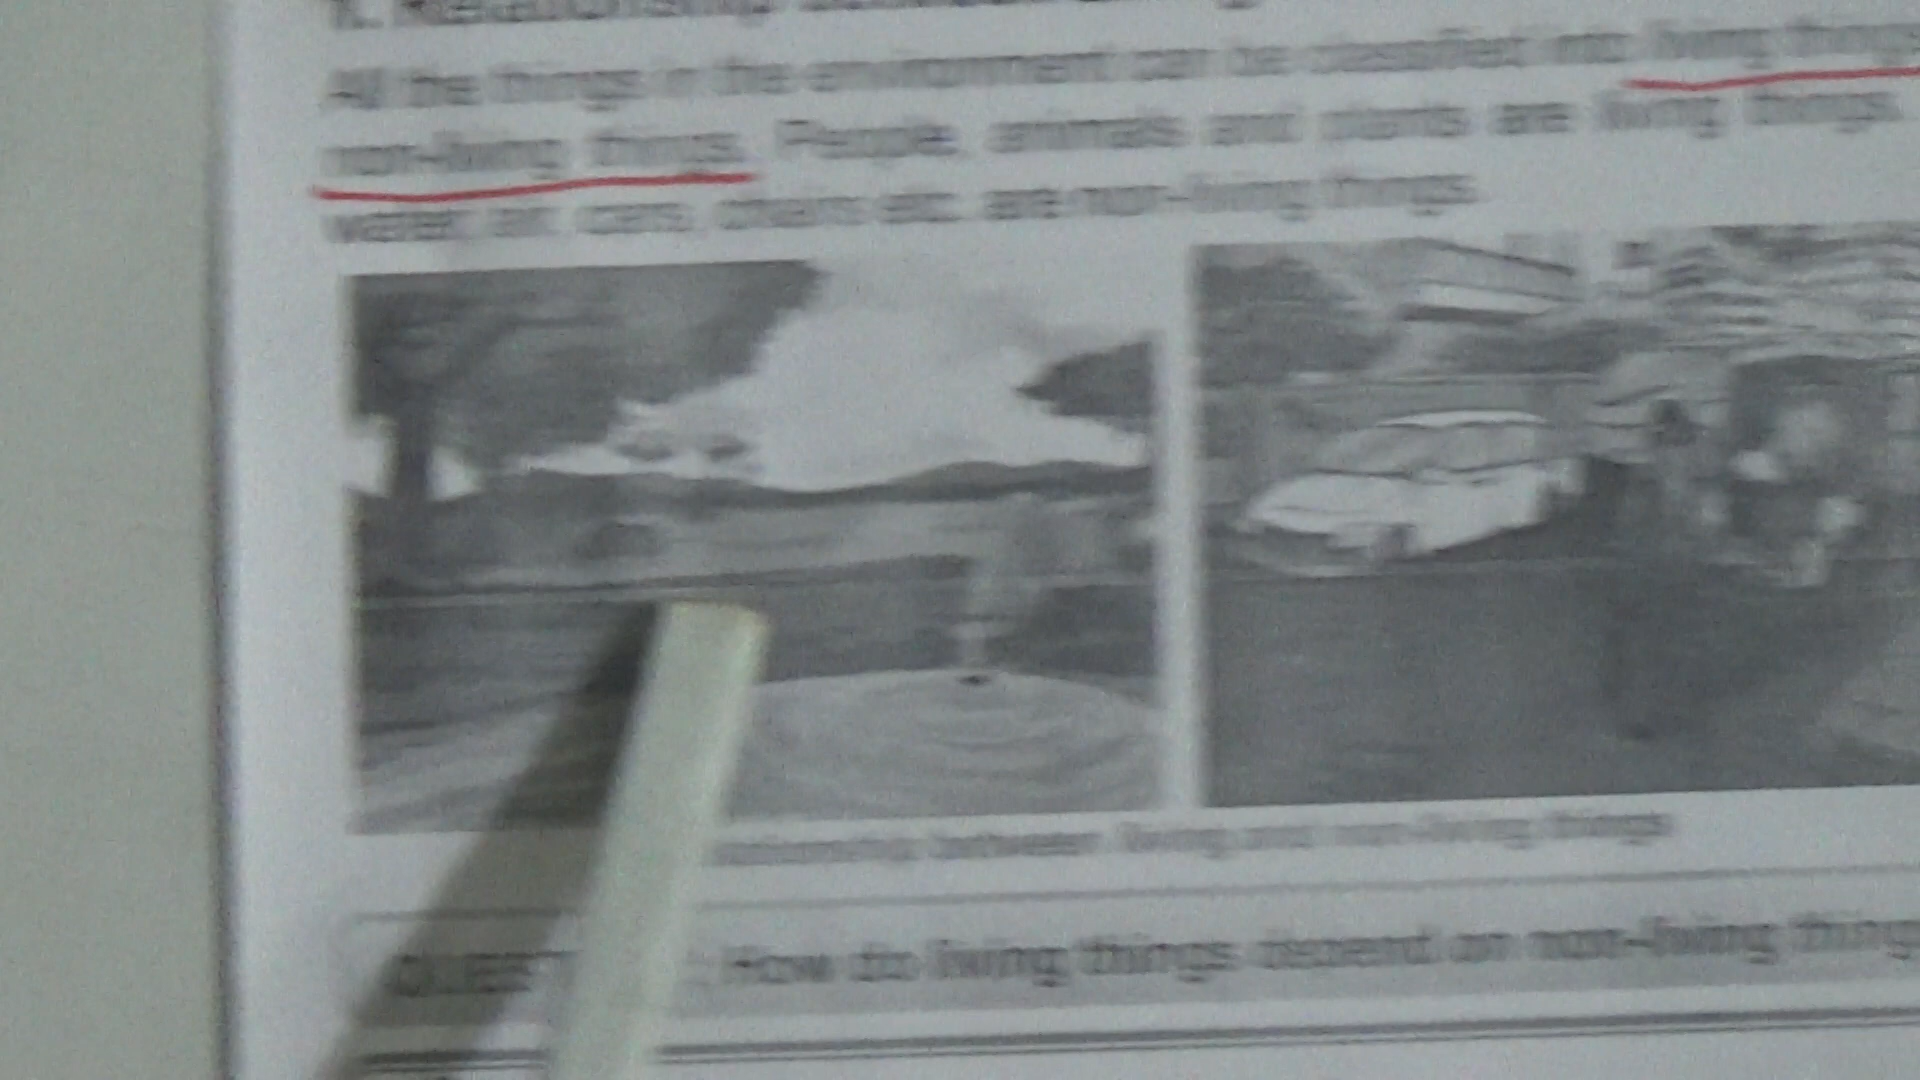 1. Relationship
All the things in the environment can be classified into living things
non-living things. People, animals and plants are living things.
water, air, cars, chairs etc. are non-living things.
between living and non-living things
How do living things depend on non-living things